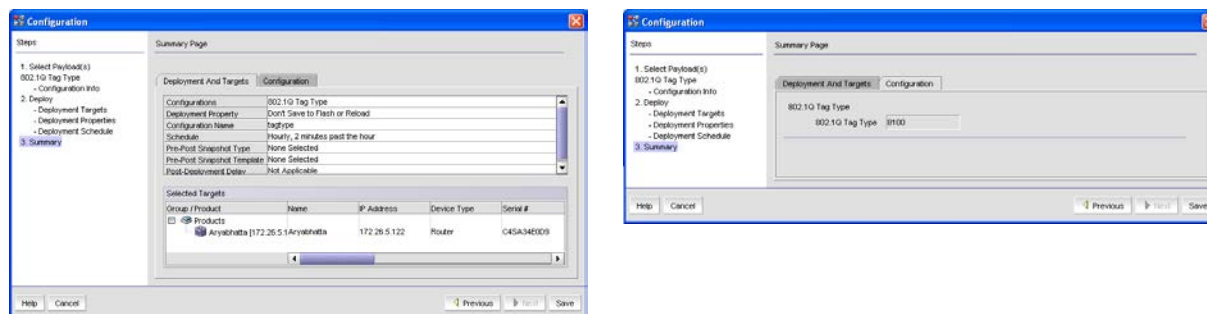 Configuration
Steps
1. Select Payload(s)
802.1Q Tag Type
- Configuration Info
2. Deploy
- Deployment Targets
- Deployment Properties
- Deployment Schedule
3. Summary
Summary Page
Deployment And Targets Configuration
Configurations 802.1Q Tag Type
Deployment Property Don't Save to Flash or Reload
Configuration Name tagtype
Schedule Hourly, 2 minutes past the hour
Pre-Post Snapshot Type None Selected
Pre-Post Snapshot Template None Selected
Post-Deployment Delay Not Applicable
Selected Targets
Group / Product Name IP Address Device Type Serial #
Products
Aryabhatta [172.26.5.1 Aryabhatta 172.26.5.122 Router C4SA34E0D9
Help Cancel Previous Next Save
Configuration
Steps
1. Select Payload(s)
802.1Q Tag Type
- Configuration Info
2. Deploy
- Deployment Targets
- Deployment Properties
- Deployment Schedule
3. Summary
Summary Page
Deployment And Targets Configuration
802.1Q Tag Type
802.1Q Tag Type 8100
Help Cancel Previous Next Save